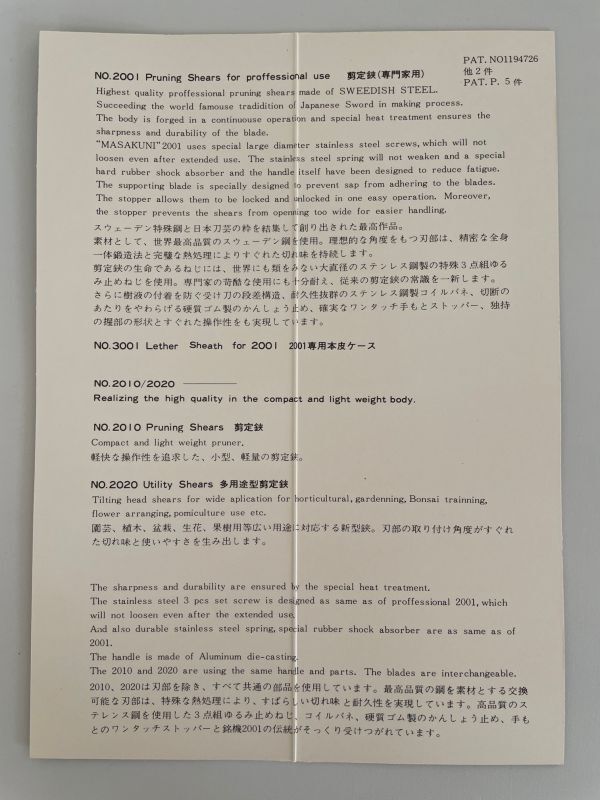 PAT. NO1194726
他2件
PAT. P. 5件
NO.2001 Pruning Shears for proffessional use 剪定鋏(専門家用)
Highest quality proffessional pruning shears made of SWEEDISH STEEL.
Succeeding the world famouse tradidition of Japanese Sword in making process.
The body is forged in a continuouse operation and special heat treatment ensures the
sharpness and durability of the blade.
"MASAKUNI"2001 uses special large diameter stainless steel screws, which will not
loosen even after extended use. The stainless steel spring will not weaken and a special
hard rubber shock absorber and the handle itself have been designed to reduce fatigue.
The supporting blade is specially designed to prevent sap from adhering to the blades.
The stopper allows them to be locked and unlocked in one easy operation. Moreover,
the stopper prevents the shears from openning too wide for easier handling.
スウェーデン特殊鋼と日本刀芸の粋を結集して創り出された最高作品。
素材として、世界最高品質のスウェーデン鋼を使用。理想的な角度をもつ刃部は、精密な全身
一体鍛造法と完璧な熱処理によりすぐれた切れ味を持続します。
剪定鋏の生命であるねじには、世界にも類をみない大直径のステンレス鋼製の特殊3点組ゆる
み止めねじを使用。専門家の苛酷な使用にも十分耐え、従来の剪定鋏の常識を一新します。
さらに樹液の付着を防ぐ受け刀の段差構造、耐久性抜群のステンレス鋼製コイルバネ、切断の
あたりをやわらげる硬質ゴム製のかんしょう止め、確実なワンタッチ手もとストッパー、独持
の握部の形状とすぐれた操作性をも実現しています。
NO.3001 Lether Sheath for 2001 2001専用本皮ケース
NO.2010/2020 ————
Realizing the high quality in the compact and light weight body.
NO.2010 Pruning Shears 剪定鋏
Compact and light weight pruner.
軽快な操作性を追求した、小型、軽量の剪定鋏。
NO.2020 Utility Shears 多用途型剪定鋏
Tilting head shears for wide aplication for horticultural, gardenning, Bonsai trainning,
flower arranging, pomiculture use etc.
園芸、植木、盆栽、生花、果樹用等広い用途に対応する新型鋏。刃部の取り付け角度がすぐれ
た切れ味と使いやすさを生み出します。
The sharpness and durability are ensured by the special heat treatment.
The stainless steel 3 pcs set screw is designed as same as of proffesional 2001, which
will not loosen even after the extended use.
And also durable stainless steel spring, special rubber shock absorber are as same as of
2001.
The handle is made of Aluminum die-casting.
The 2010 and 2020 are using the same handle and parts. The blades are interchangeable.
2010、2020は刃部を除き、すべて共通の部品を使用しています。最高品質の鋼を素材とする交換
可能な刃部は、特殊な熱処理により、すばらしい切れ味と耐久性を実現しています。高品質のス
テレンス鋼を使用した3点組ゆるみ止めねじ、コイルバネ、硬質ゴム製のかんしょう止め、手も
とのワンタッチストッパーと銘機2001の伝統がそっくり受けつがれています。